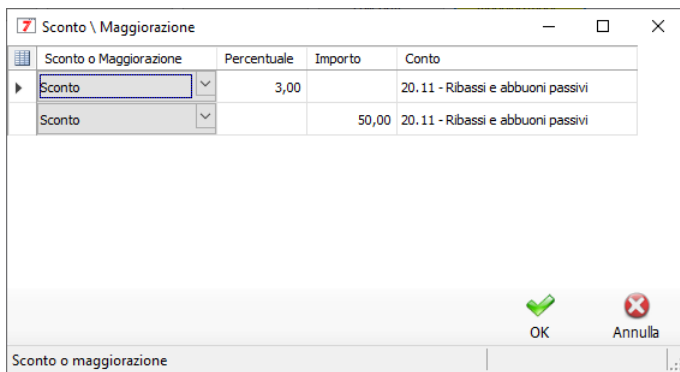 7 Sconto \ Maggiorazione
Sconto o Maggiorazione Percentuale Importo Conto
Sconto 3,00 20.11 - Ribassi e abbuoni passivi
Sconto 50,00 20.11 - Ribassi e abbuoni passivi
OK Annulla
Sconto o maggiorazione